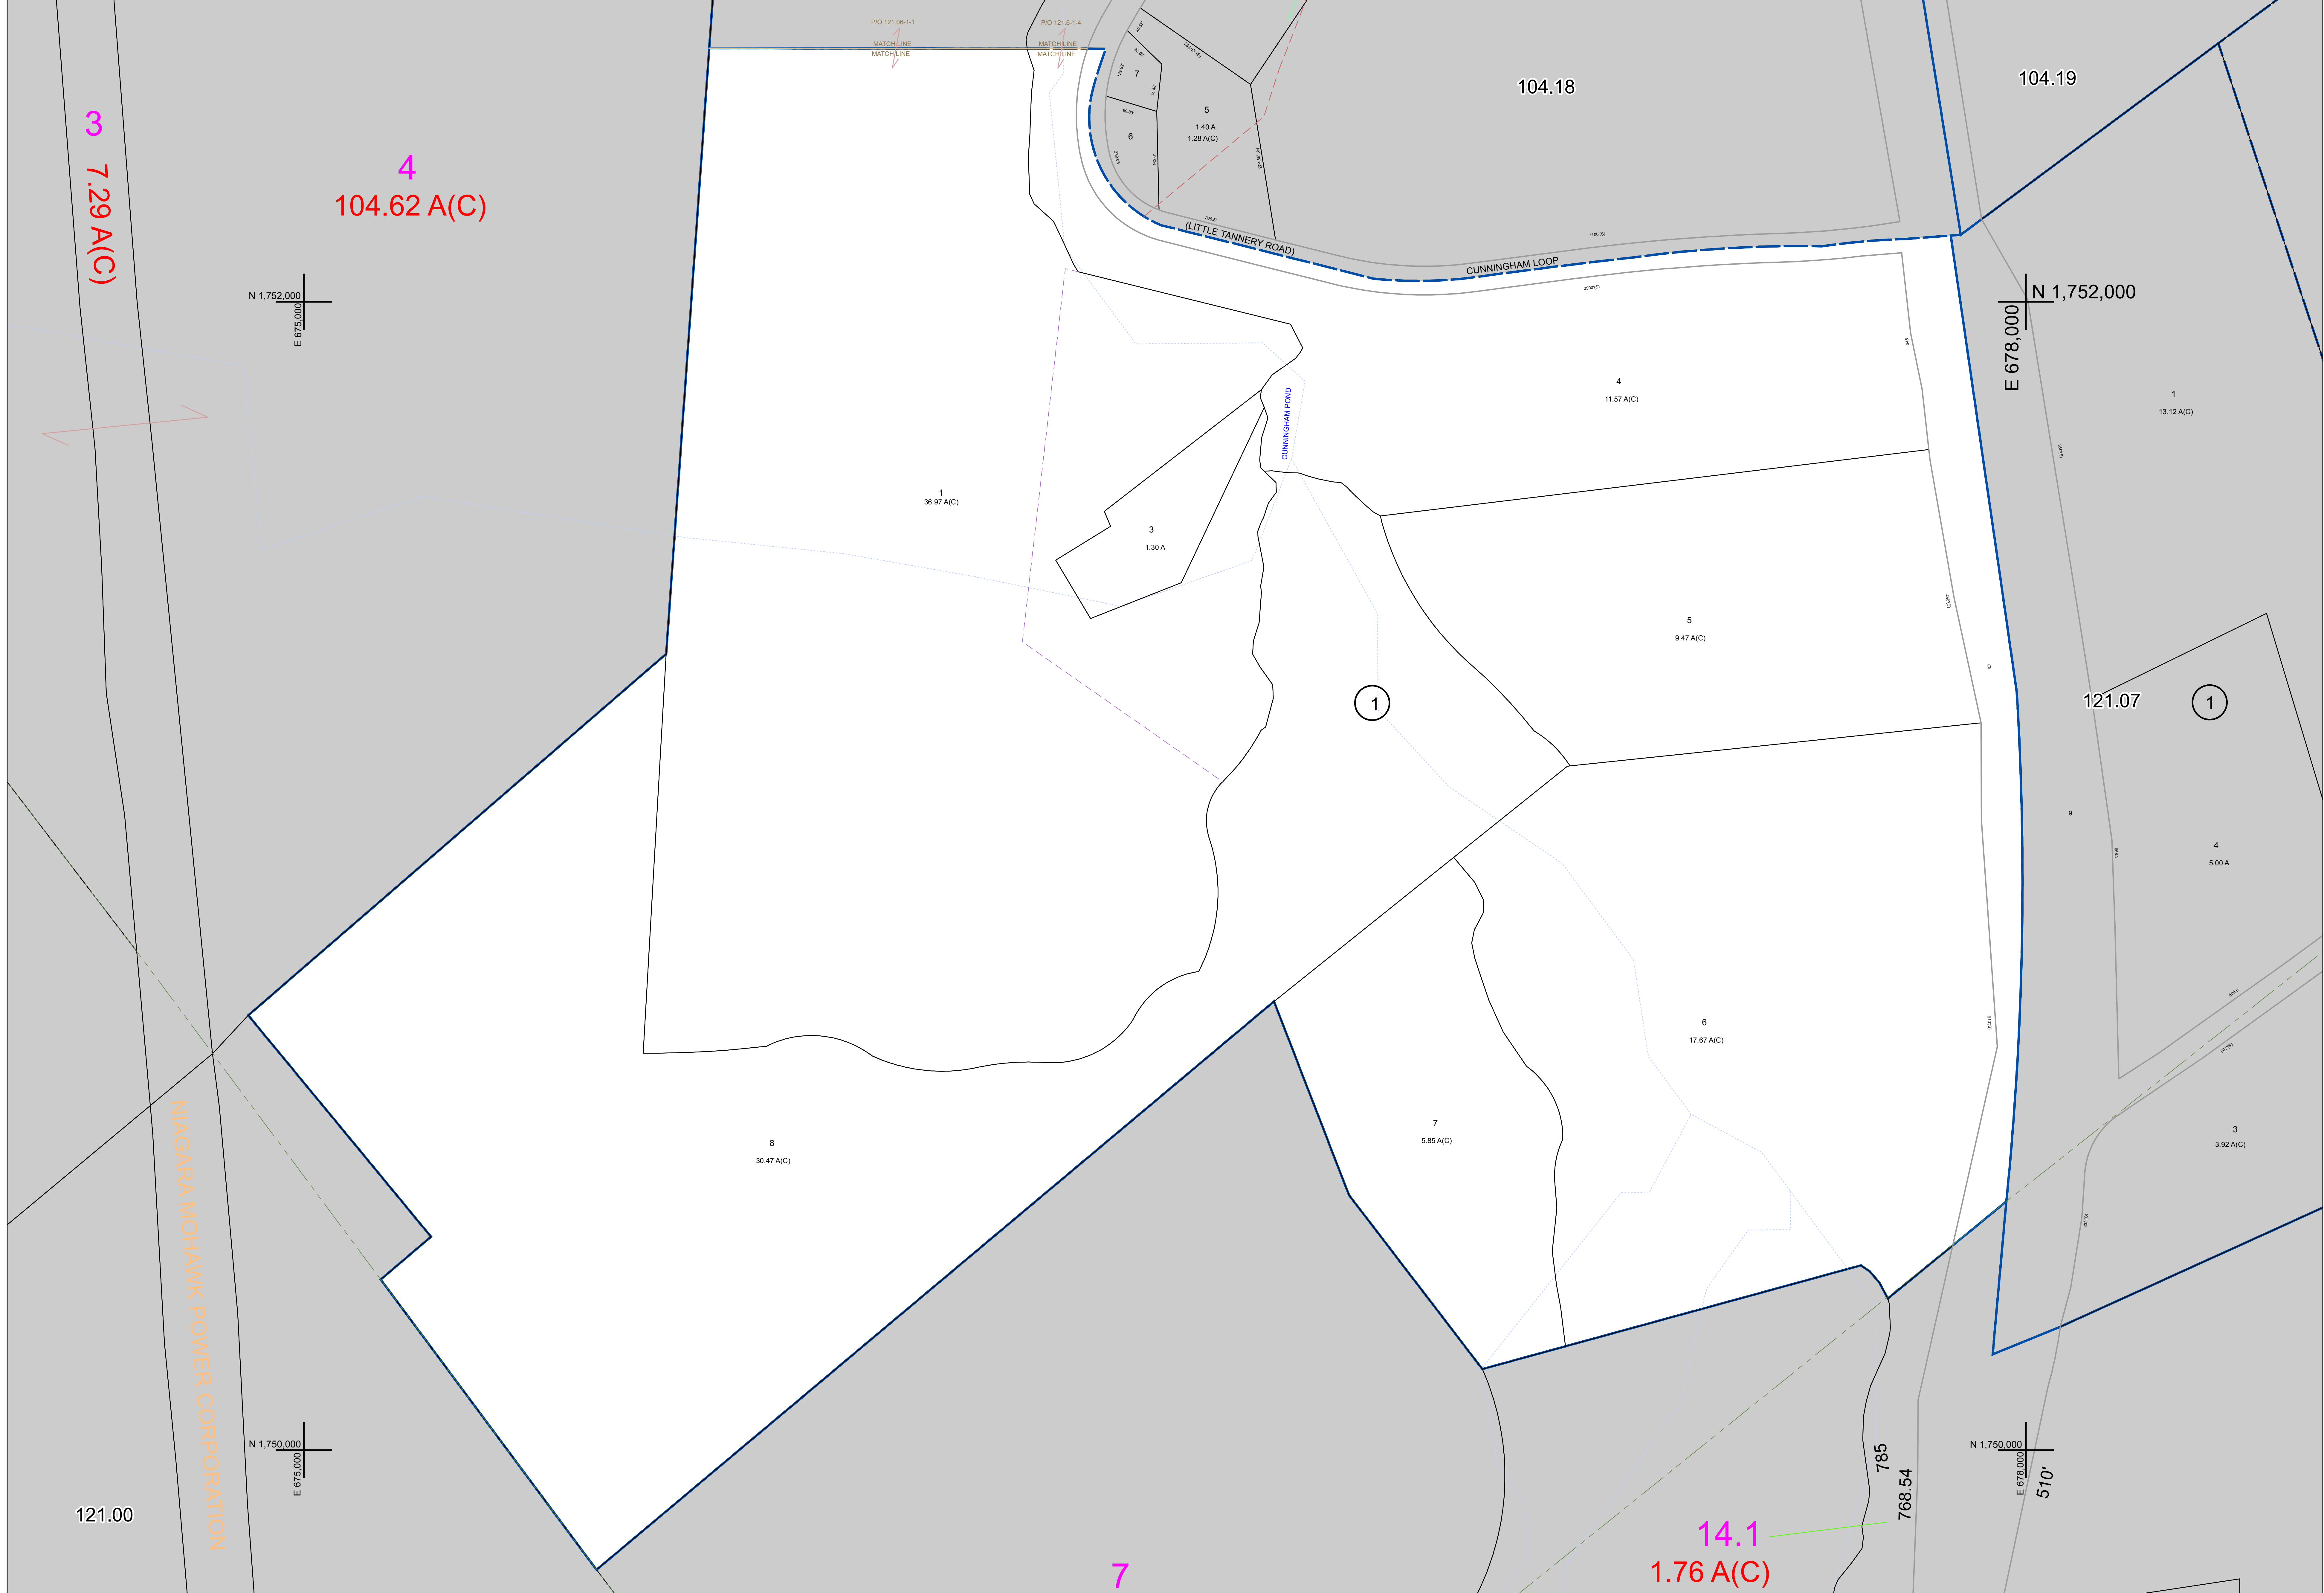 P/O 121.06-1-1
P/O 121.6-1-4
MATCH LINE
MATCH LINE
MATCH LINE
MATCH LINE
104.18
104.19
3
7.29 A(C)
4
104.62 A(C)
7
6
5
1.40 A
1.28 A(C)
(LITTLE TANNERY ROAD)
CUNNINGHAM LOOP
206.5'
1100'(S)
2530'(S)
N 1,752,000
E 675,000
N 1,752,000
E 678,000
4
11.57 A(C)
1
13.12 A(C)
CUNNINGHAM POND
1
36.97 A(C)
3
1.30 A
5
9.47 A(C)
9
1
121.07
1
9
4
5.00 A
6
17.67 A(C)
7
5.85 A(C)
3
3.92 A(C)
8
30.47 A(C)
NIAGARA MOHAWK POWER CORPORATION
N 1,750,000
E 675,000
N 1,750,000
E 678,000
785
768.54
510'
121.00
14.1
1.76 A(C)
7